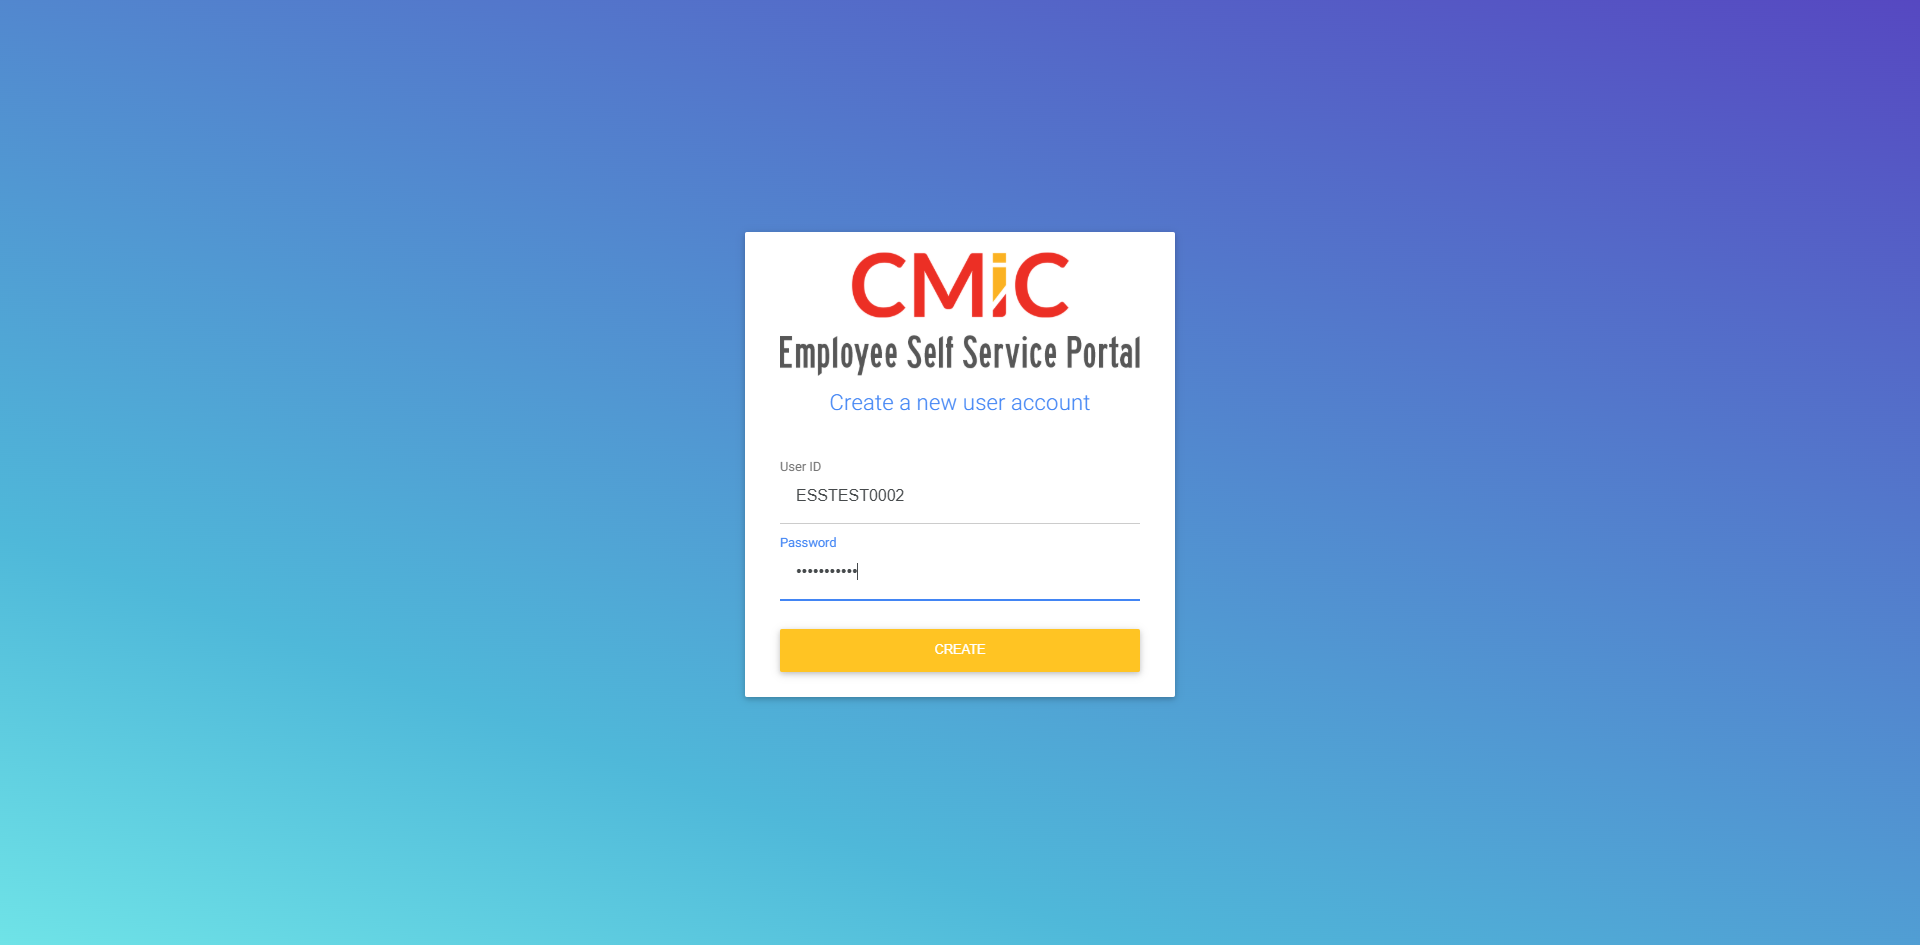 CMiC
Employee Self Service Portal
Create a new user account
User ID
ESSTEST0002
Password
•••••••••••
CREATE